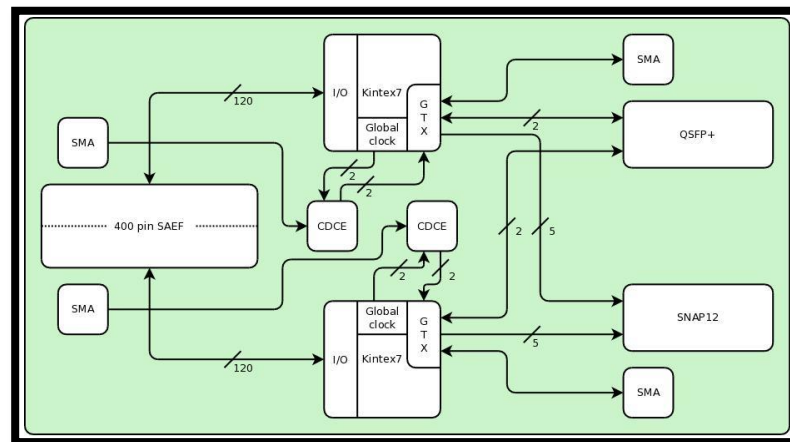 I/O
Kintex7
G
T
X
Global
clock
SMA
120
2
QSFP+
SMA
2
2
CDCE
CDCE
400 pin SAEF
2
5
2
2
SMA
Global
clock
G
T
X
SNAP12
5
I/O
Kintex7
120
SMA